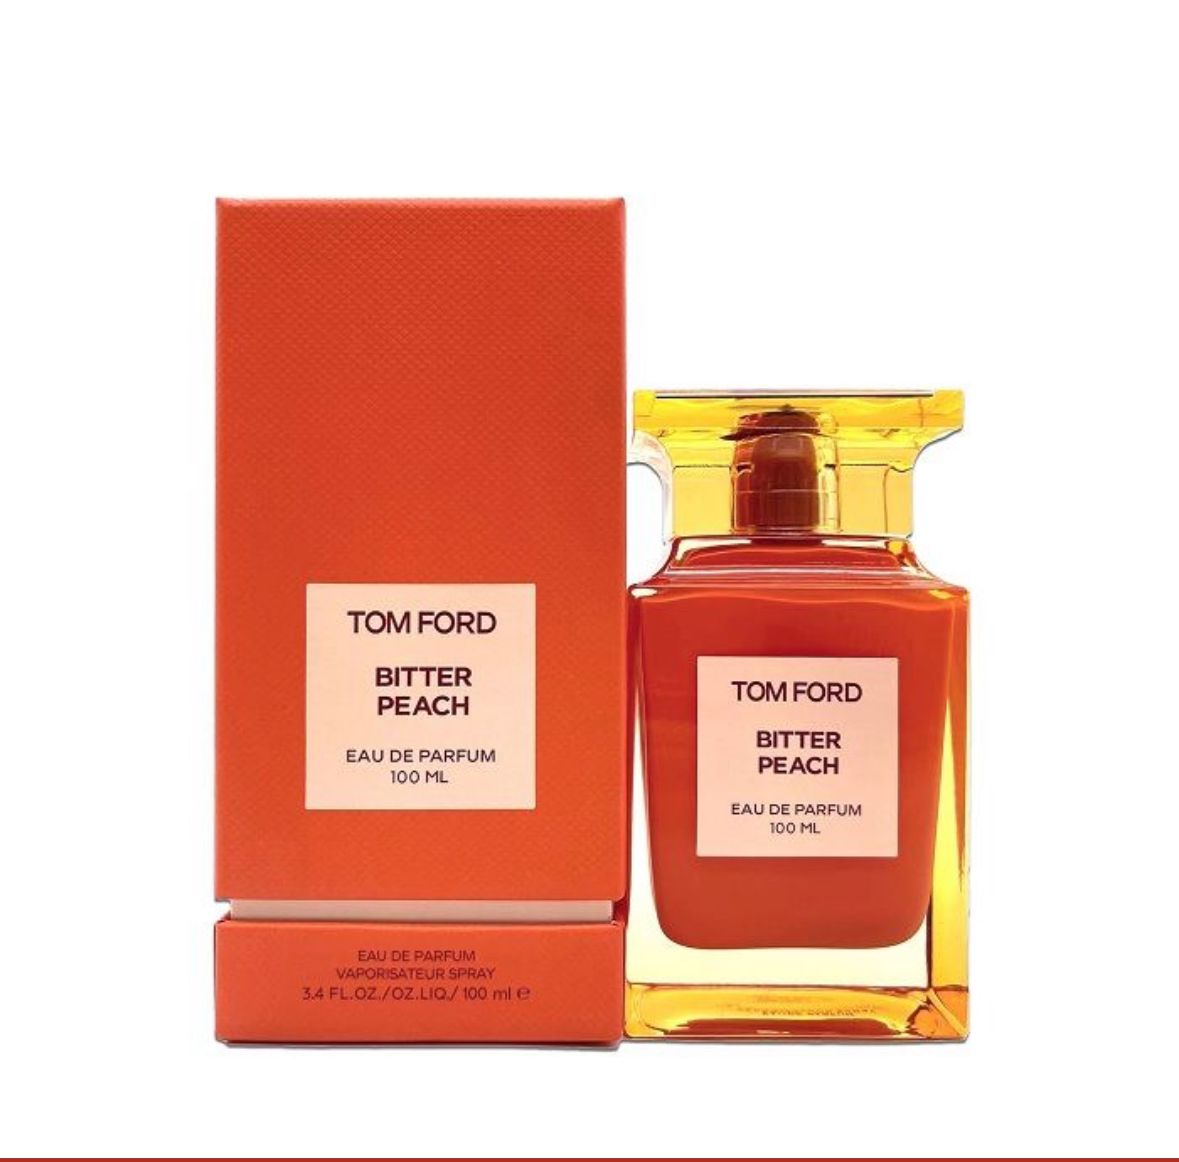 TOM FORD
BITTER
PEACH
EAU DE PARFUM
100 ML
EAU DE PARFUM
VAPORISATEUR SPRAY
3.4 FL.OZ./OZ.LIQ./ 100 ml ℮
TOM FORD
BITTER
PEACH
EAU DE PARFUM
100 ML